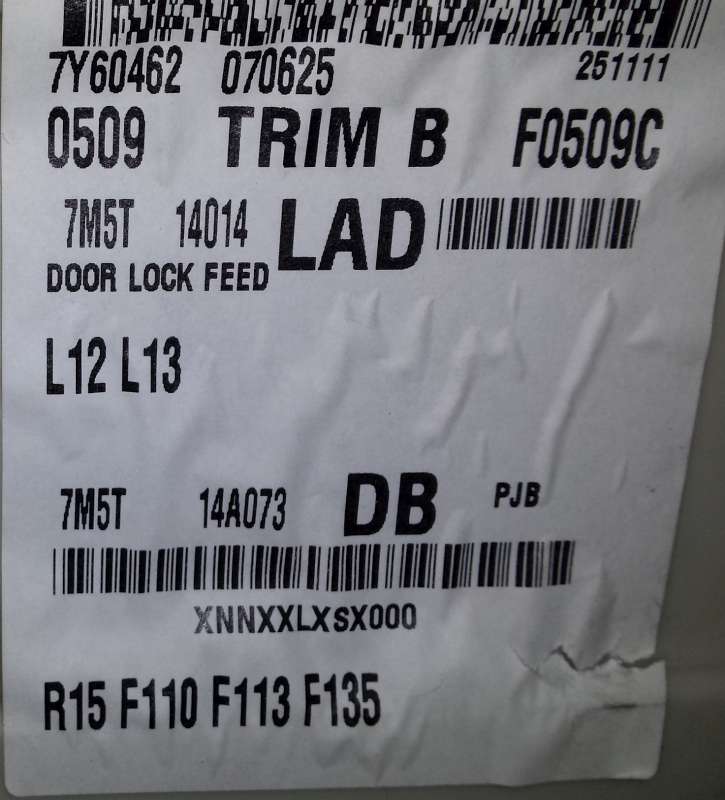 7Y60462 070625 251111
0509 TRIM B F0509C
7M5T 14014 LAD
DOOR LOCK FEED
L12 L13
7M5T 14A073 DB PJB
XNNXXLXSX000
R15 F110 F113 F135